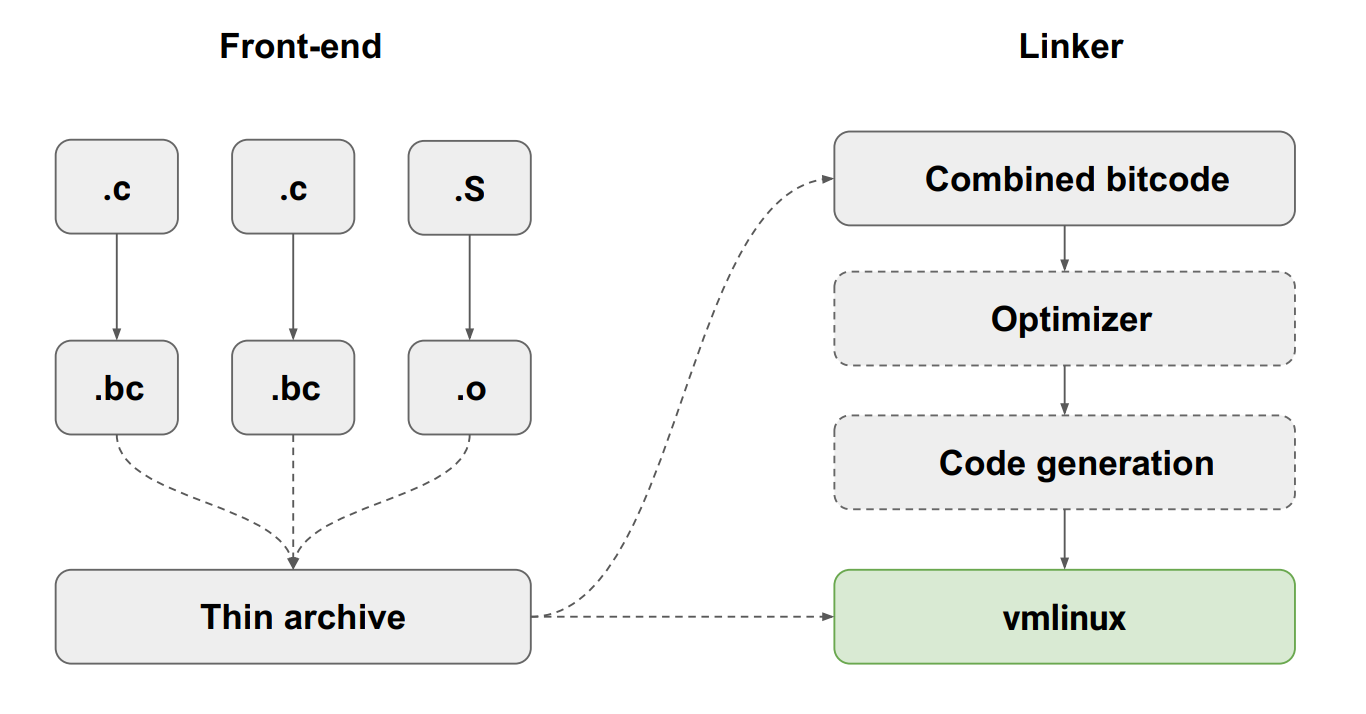 Front-end
Linker
.c
.c
.S
.bc
.bc
.o
Thin archive
Combined bitcode
Optimizer
Code generation
vmlinux